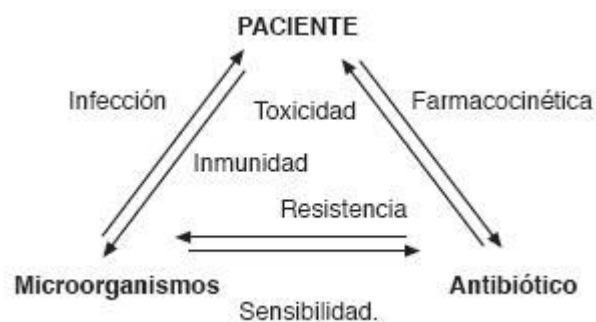 PACIENTE
Infección
Farmacocinética
Toxicidad
Inmunidad
Resistencia
Microorganismos
Antibiótico
Sensibilidad.